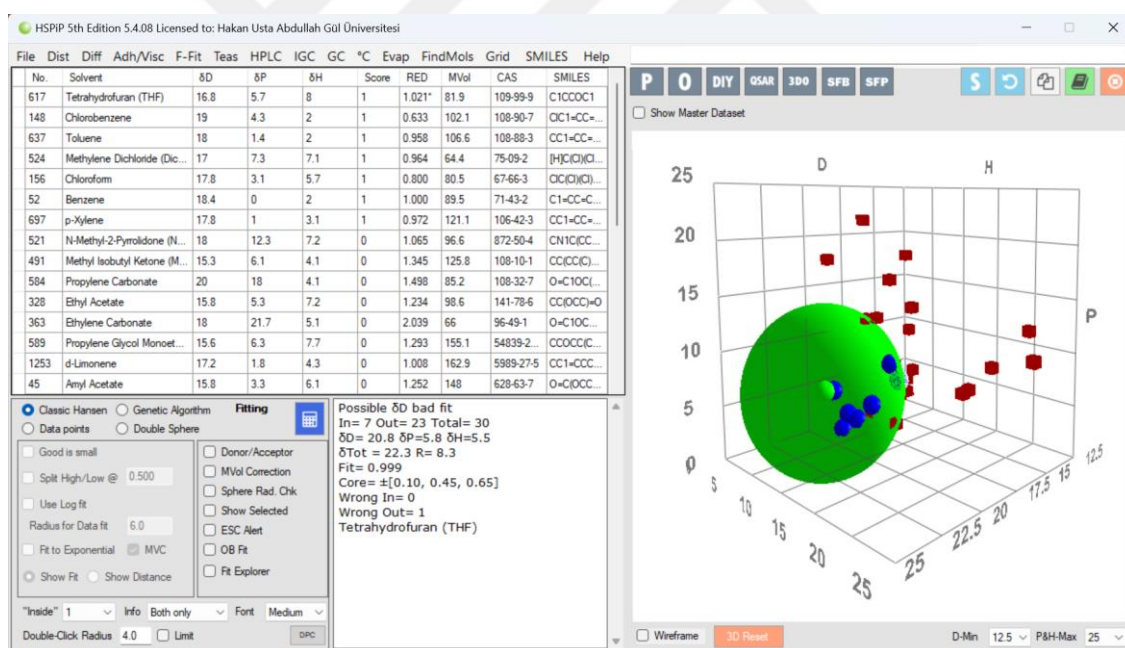 HSPiP 5th Edition 5.4.08 Licensed to: Hakan Usta Abdullah Gül Üniversitesi
File Dist Diff Adh/Visc F-Fit Teas HPLC IGC GC °C Evap FindMols Grid SMILES Help
No. Solvent δD δP δH Score RED MVol CAS SMILES
617 Tetrahydrofuran (THF) 16.8 5.7 8 1 1.021* 81.9 109-99-9 C1CCOC1
148 Chlorobenzene 19 4.3 2 1 0.633 102.1 108-90-7 ClC1=CC=...
637 Toluene 18 1.4 2 1 0.958 106.6 108-88-3 CC1=CC=...
524 Methylene Dichloride (Dic... 17 7.3 7.1 1 0.964 64.4 75-09-2 [H]C(Cl)(Cl...
156 Chloroform 17.8 3.1 5.7 1 0.800 80.5 67-66-3 ClC(Cl)(Cl)...
52 Benzene 18.4 0 2 1 1.000 89.5 71-43-2 C1=CC=C...
697 p-Xylene 17.8 1 3.1 1 0.972 121.1 106-42-3 CC1=CC=...
521 N-Methyl-2-Pyrrolidone (N... 18 12.3 7.2 0 1.065 96.6 872-50-4 CN1C(CC...
491 Methyl Isobutyl Ketone (M... 15.3 6.1 4.1 0 1.345 125.8 108-10-1 CC(CC(C)...
584 Propylene Carbonate 20 18 4.1 0 1.498 85.2 108-32-7 O=C1OC(...
328 Ethyl Acetate 15.8 5.3 7.2 0 1.234 98.6 141-78-6 CC(OCC)=O
363 Ethylene Carbonate 18 21.7 5.1 0 2.039 66 96-49-1 O=C1OC...
589 Propylene Glycol Monoet... 15.6 6.3 7.7 0 1.293 155.1 54839-2... CCOCC(C...
1253 d-Limonene 17.2 1.8 4.3 0 1.008 162.9 5989-27-5 CC1=CCC...
45 Amyl Acetate 15.8 3.3 6.1 0 1.252 148 628-63-7 O=C(OCC...
Classic Hansen Genetic Algorithm Fitting
Data points Double Sphere
Good is small
Split High/Low @ 0.500
Use Log fit
Radius for Data fit 6.0
Fit to Exponential MVC
Show Fit Show Distance
Donor/Acceptor
MVol Correction
Sphere Rad. Chk
Show Selected
ESC Alert
OB Fit
Fit Explorer
"Inside" 1 Info Both only Font Medium
Double-Click Radius 4.0 Limit DPC
Possible δD bad fit
In= 7 Out= 23 Total= 30
δD= 20.8 δP=5.8 δH=5.5
δTot = 22.3 R= 8.3
Fit= 0.999
Core= ±[0.10, 0.45, 0.65]
Wrong In= 0
Wrong Out= 1
Tetrahydrofuran (THF)
P O DIY QSAR 3DO SFB SFP S
Show Master Dataset
D H
25
20
15
10
5
0
P
5 10 15 20 25
25 22.5 20 17.5 15 12.5
Wireframe 3D Reset D-Min 12.5 P&H-Max 25